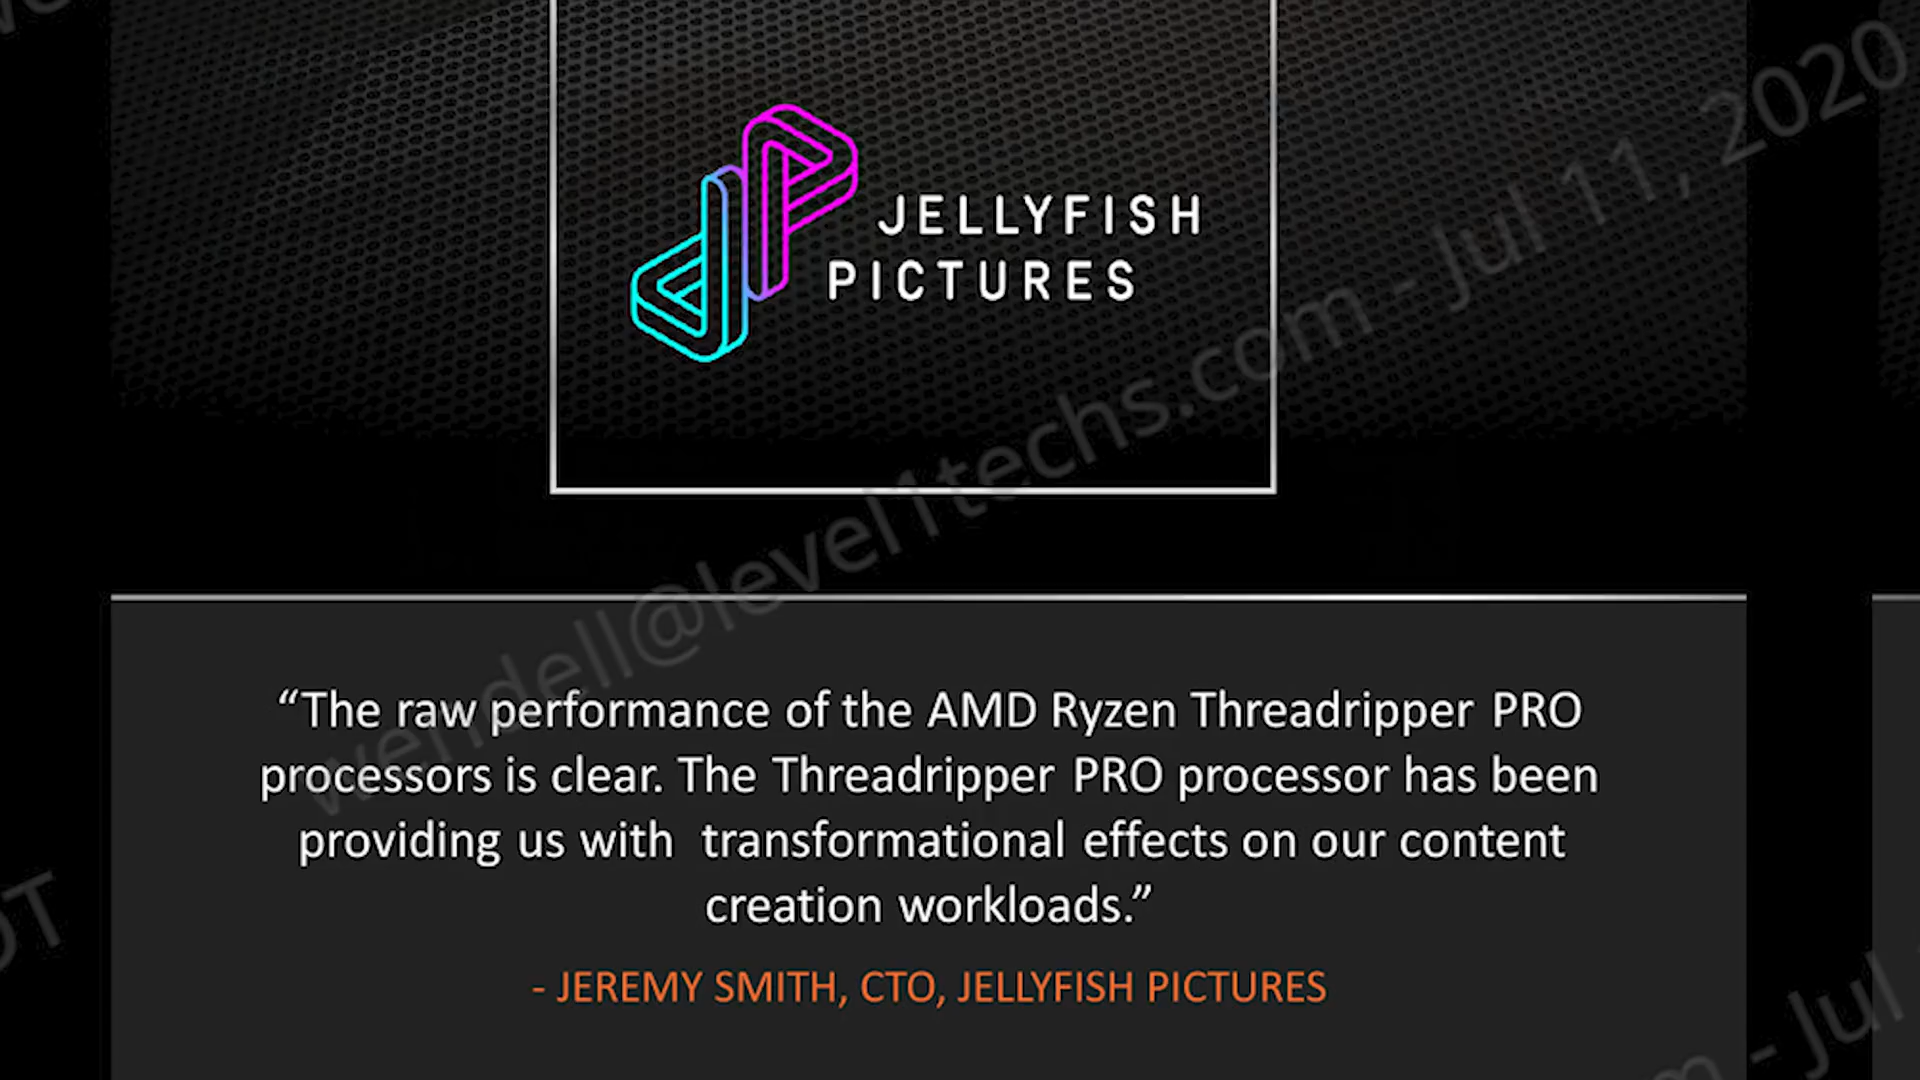 JELLYFISH
PICTURES
wendell@level1techs.com - Jul 11, 2020
“The raw performance of the AMD Ryzen Threadripper PRO
processors is clear. The Threadripper PRO processor has been
providing us with  transformational effects on our content
creation workloads.”
- JEREMY SMITH, CTO, JELLYFISH PICTURES
m - Jul